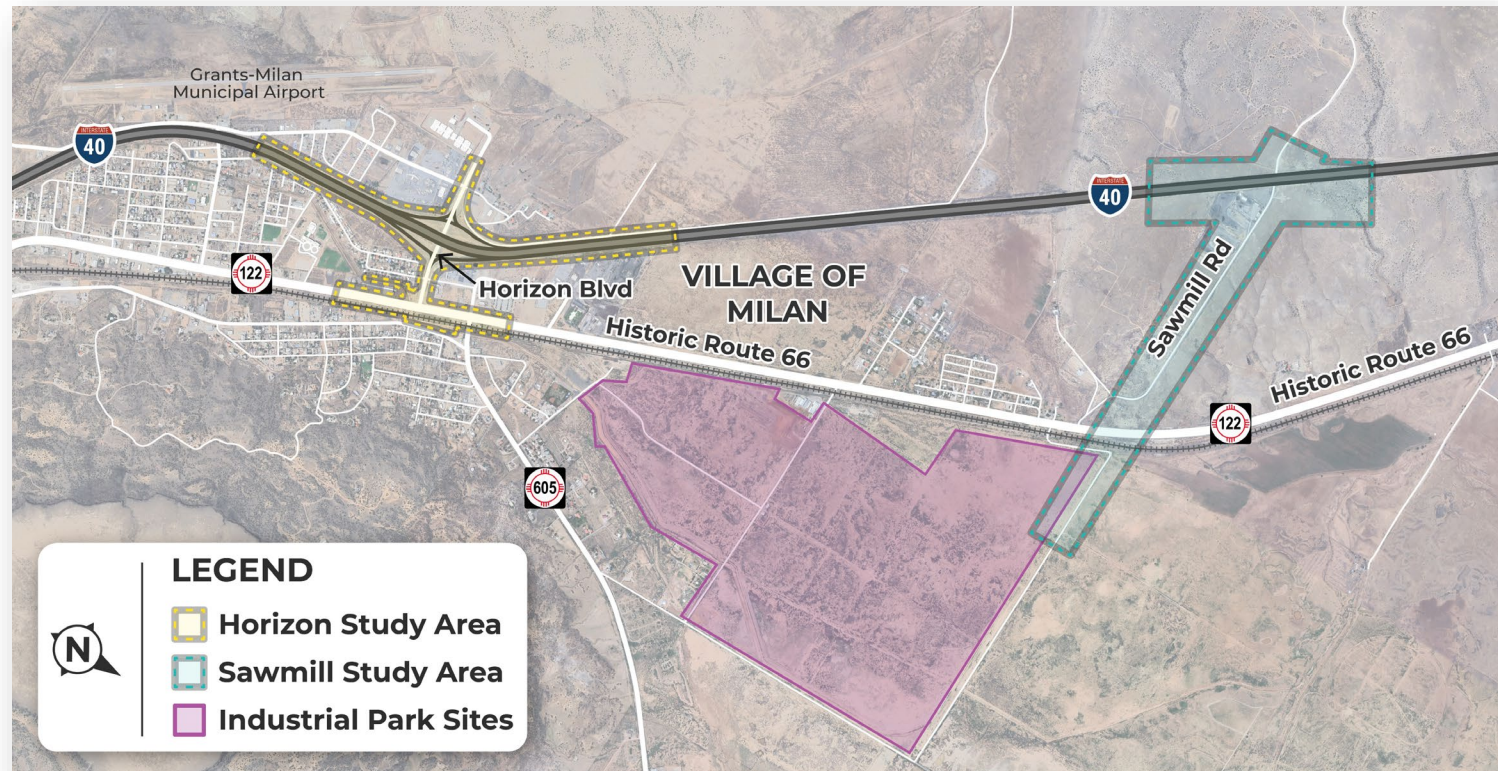 Grants-Milan
Municipal Airport
INTERSTATE
40
INTERSTATE
40
122
Horizon Blvd
VILLAGE OF
MILAN
Historic Route 66
Sawmill Rd
Historic Route 66
122
605
LEGEND
N
Horizon Study Area
Sawmill Study Area
Industrial Park Sites